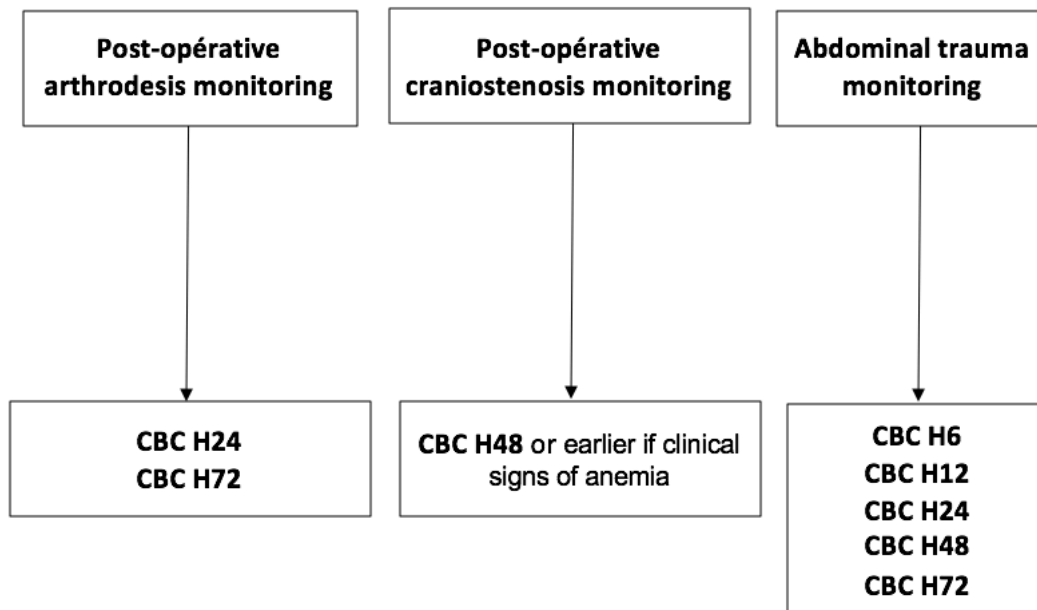 Post-opérative
arthrodesis monitoring
Post-opérative
craniostenosis monitoring
Abdominal trauma
monitoring
CBC H24
CBC H72
CBC H48 or earlier if clinical
signs of anemia
CBC H6
CBC H12
CBC H24
CBC H48
CBC H72